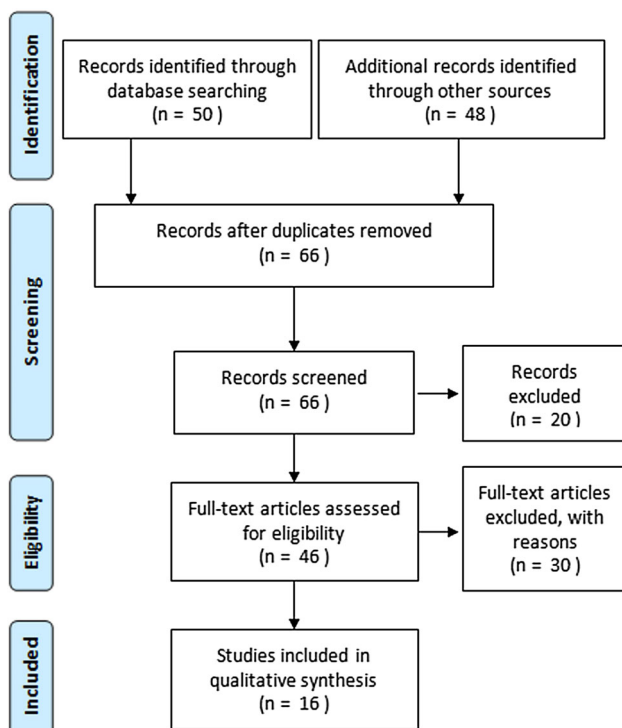 Identification
Records identified through
database searching
(n = 50)
Additional records identified
through other sources
(n = 48)
Screening
Records after duplicates removed
(n = 66 )
Records screened
(n = 66 )
Records
excluded
(n = 20 )
Eligibility
Full-text articles assessed
for eligibility
(n = 46 )
Full-text articles
excluded, with
reasons
(n = 30 )
Included
Studies included in
qualitative synthesis
(n = 16 )